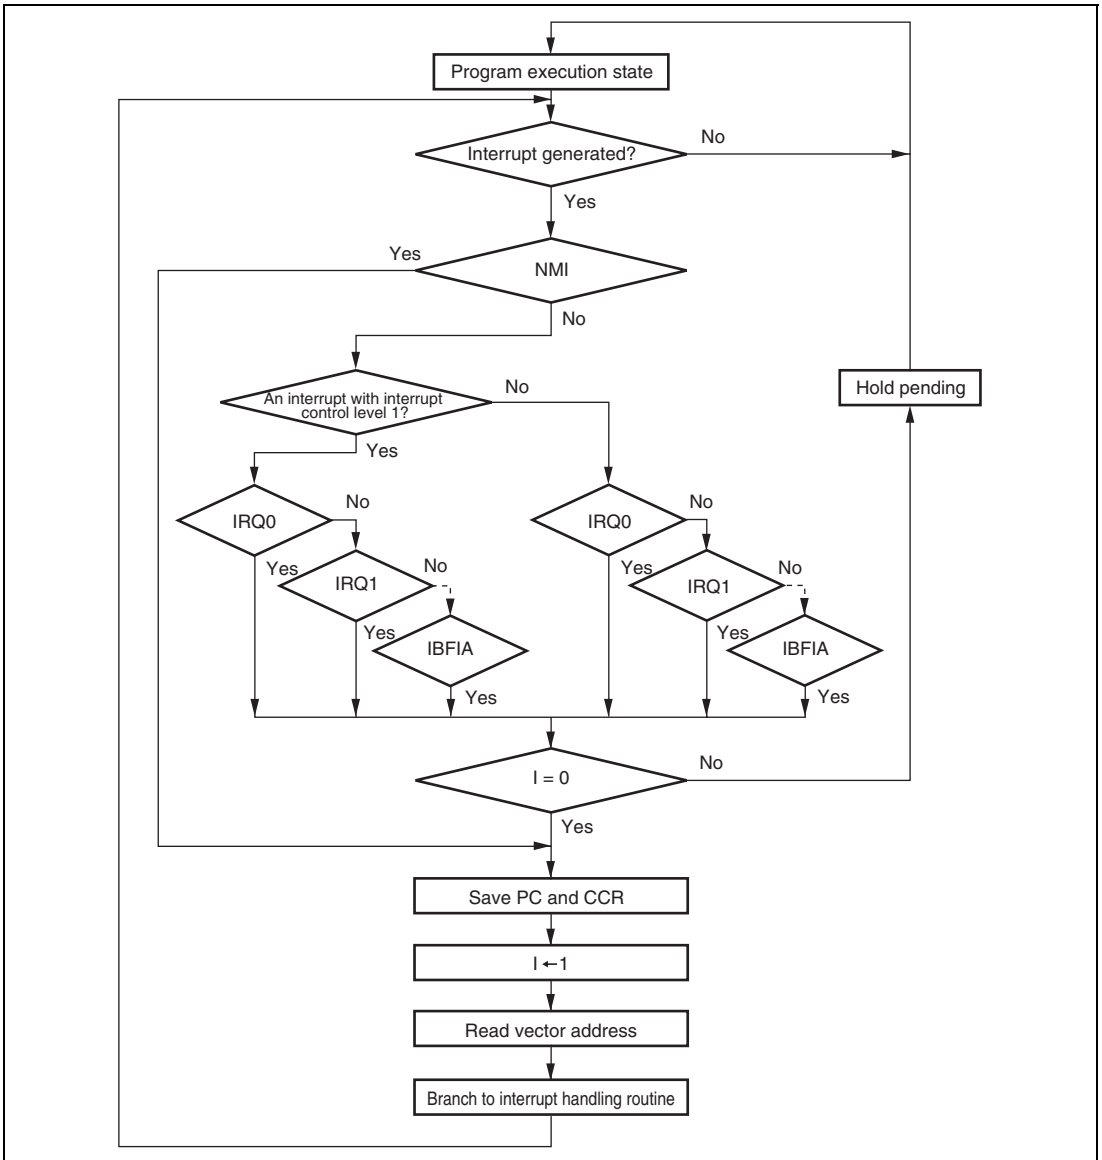 Program execution state
Interrupt generated?
No
Yes
Yes
NMI
No
An interrupt with interrupt
control level 1?
No
Hold pending
Yes
IRQ0
No
IRQ0
No
Yes
IRQ1
No
Yes
IRQ1
No
Yes
IBFIA
Yes
IBFIA
Yes
Yes
I = 0
No
Yes
Save PC and CCR
I ←1
Read vector address
Branch to interrupt handling routine